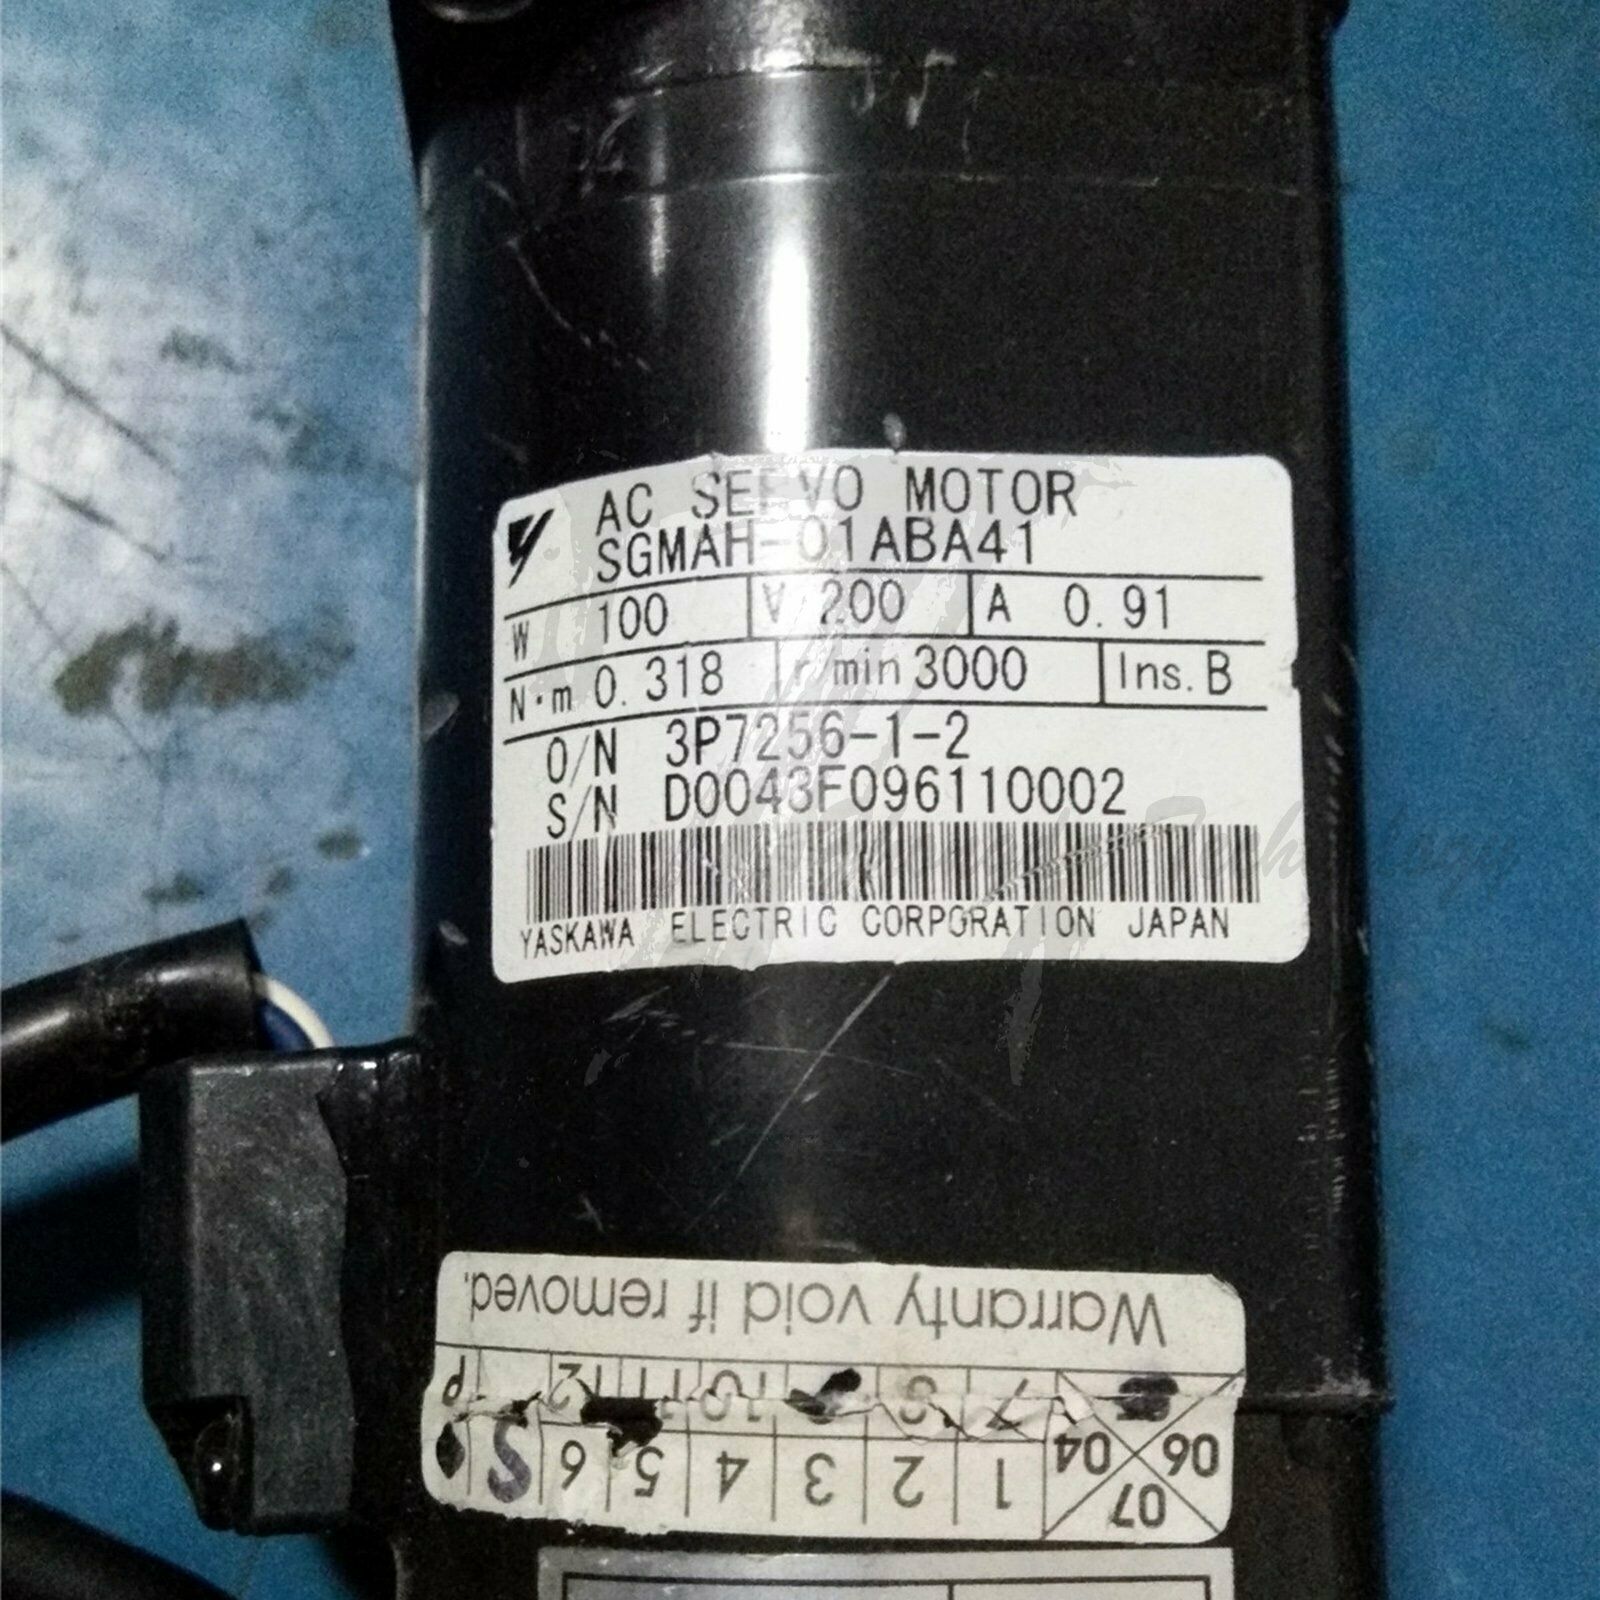 AC SERVO MOTOR
SGMAH-01ABA41
W 100 V 200 A 0.91
N·m 0.318 r/min 3000 Ins. B
O/N 3P7256-1-2
S/N D0043F096110002
YASKAWA ELECTRIC CORPORATION JAPAN
Warranty void if removed.
7 8 10 11 12 P
07 06 04 1 2 3 4 5 6 S
Technology